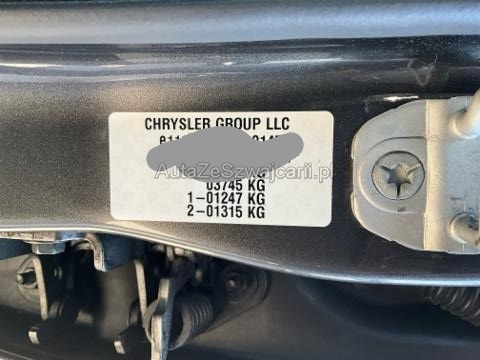 CHRYSLER GROUP LLC
AutaZeSzwajcarii.pl
03745 KG
1-01247 KG
2-01315 KG